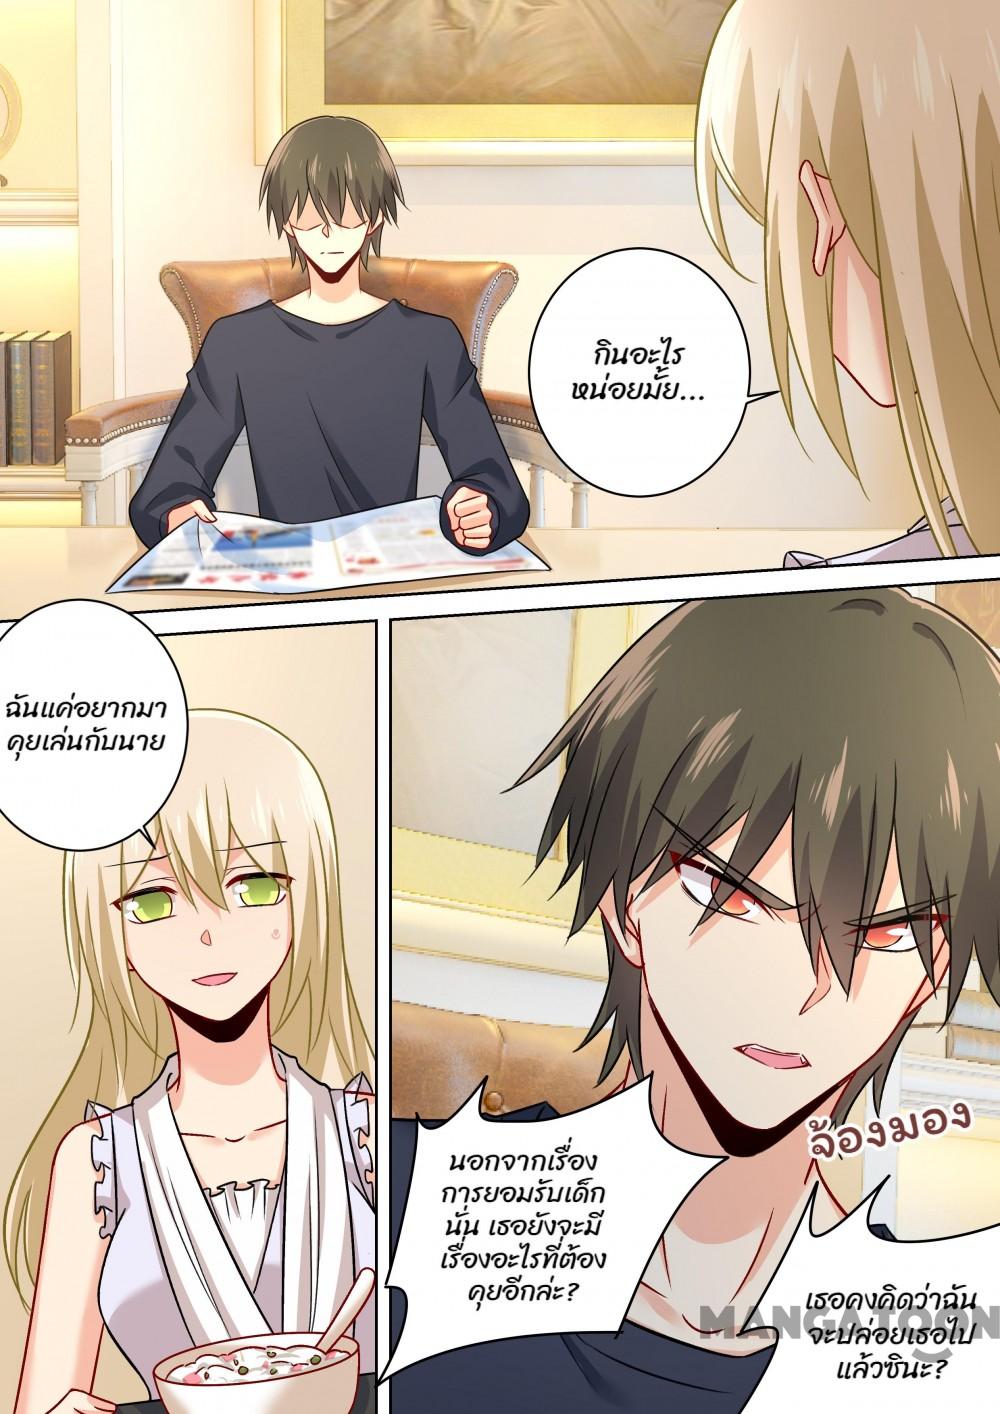 กินอะไร
หน่อยมั้ย...
ฉันแค่อยากมา
คุยเล่นกับนาย
จ้องมอง
นอกจากเรื่อง
การยอมรับเด็ก
นั่น เธอยังจะมี
เรื่องอะไรที่ต้อง
คุยอีกล่ะ?
เธอคงคิดว่าฉัน
จะปล่อยเธอไป
แล้วซินะ?
MANGATOON